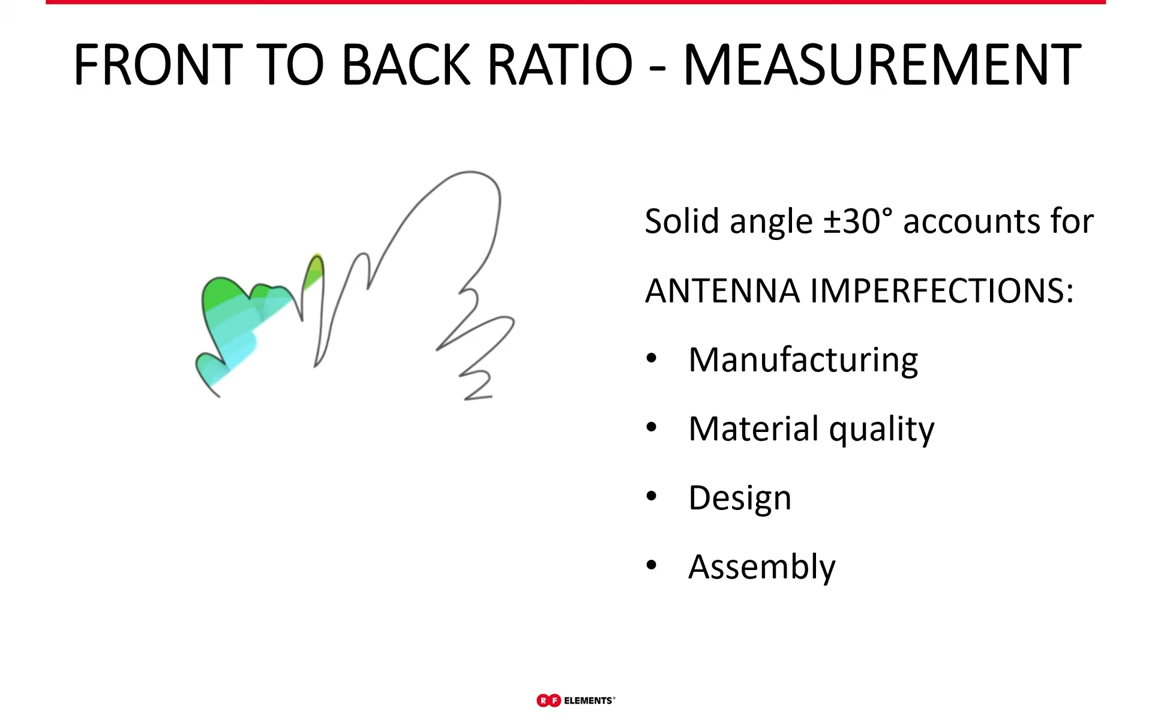 FRONT TO BACK RATIO - MEASUREMENT
Solid angle ±30° accounts for
ANTENNA IMPERFECTIONS:
• Manufacturing
• Material quality
• Design
• Assembly
RF ELEMENTS